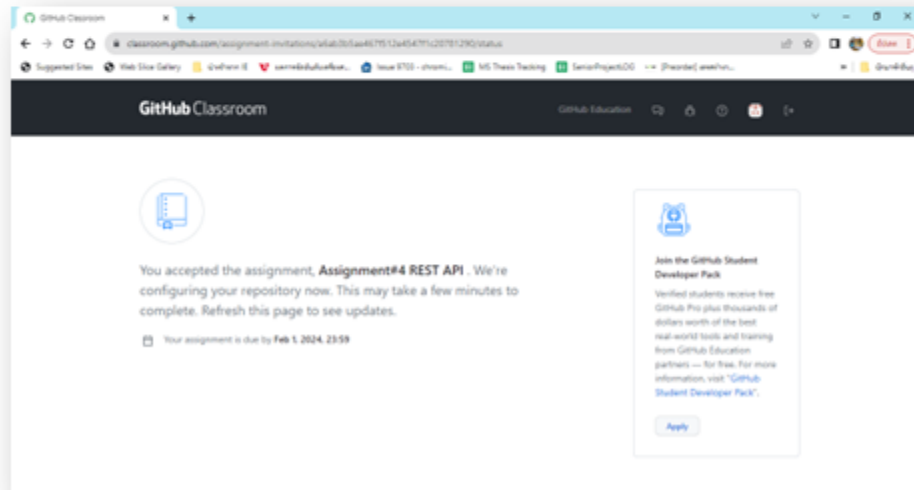 GitHub Classroom
classroom.github.com/assignment-invitations/
Suggested Sites
Web Slice Gallery
MS Thesis Tracking
GitHub Classroom
GitHub Education
You accepted the assignment, Assignment#4 REST API . We're
configuring your repository now. This may take a few minutes to
complete. Refresh this page to see updates.
Your assignment is due by Feb 1, 2024, 23:59
Join the GitHub Student
Developer Pack
Verified students receive free
GitHub Pro plus thousands of
dollars worth of the best
real-world tools and training
from GitHub Education
partners — for free. For more
information, visit "GitHub
Student Developer Pack".
Apply